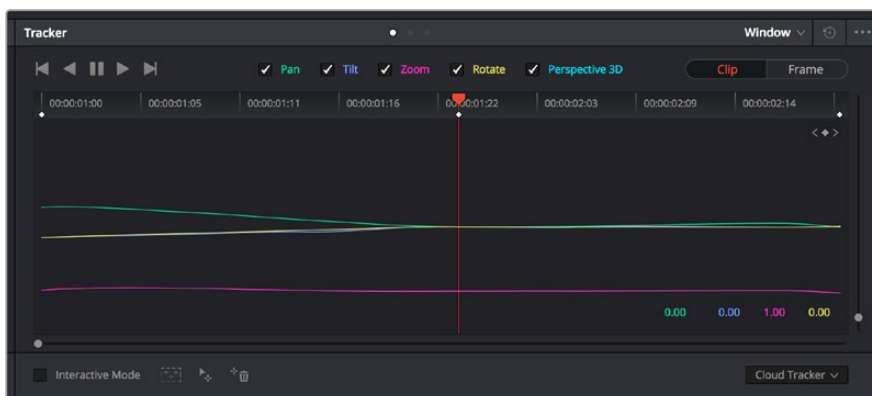 Tracker Window
Pan Tilt Zoom Rotate Perspective 3D Clip Frame
00:00:01:00 00:00:01:05 00:00:01:11 00:00:01:16 00:00:01:22 00:00:02:03 00:00:02:09 00:00:02:14
0.00 0.00 1.00 0.00
Interactive Mode Cloud Tracker